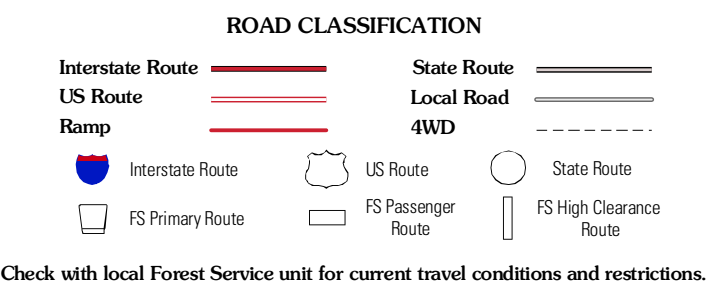 ROAD CLASSIFICATION
Interstate Route
State Route
US Route
Local Road
Ramp
4WD
Interstate Route
US Route
State Route
FS Primary Route
FS Passenger
Route
FS High Clearance
Route
Check with local Forest Service unit for current travel conditions and restrictions.